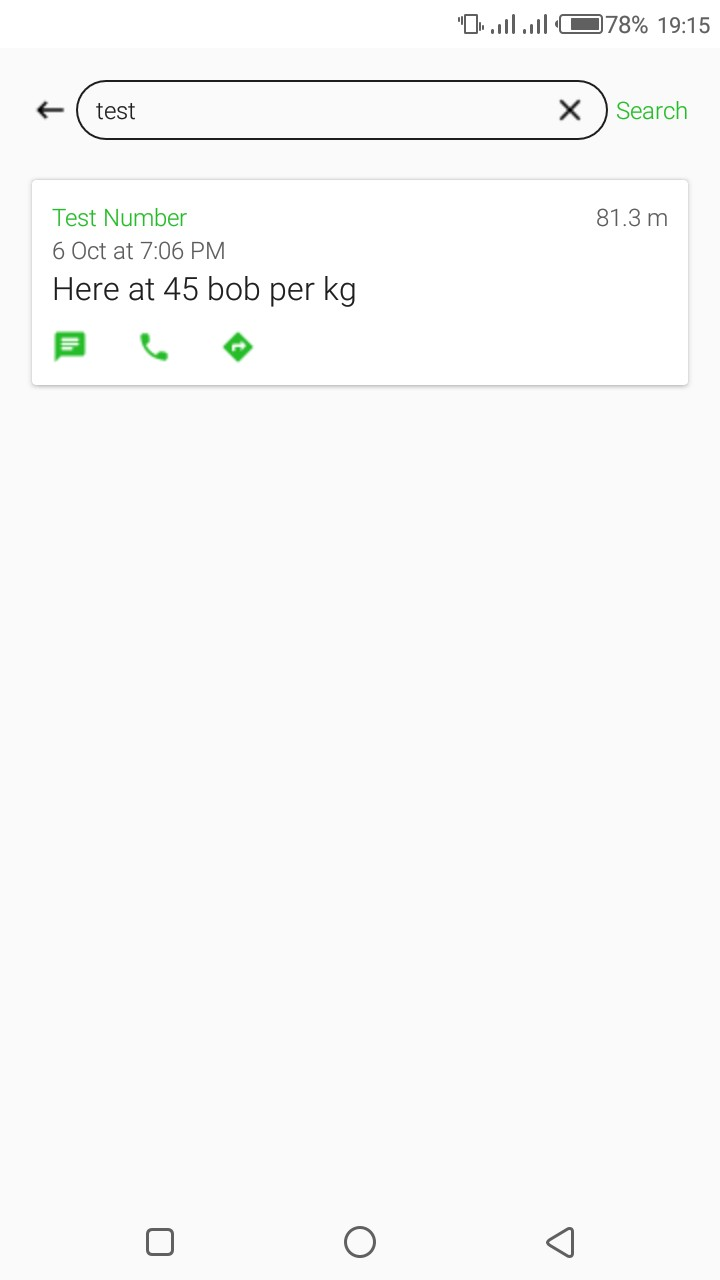 78% 19:15
test
Search
Test Number
81.3 m
6 Oct at 7:06 PM
Here at 45 bob per kg